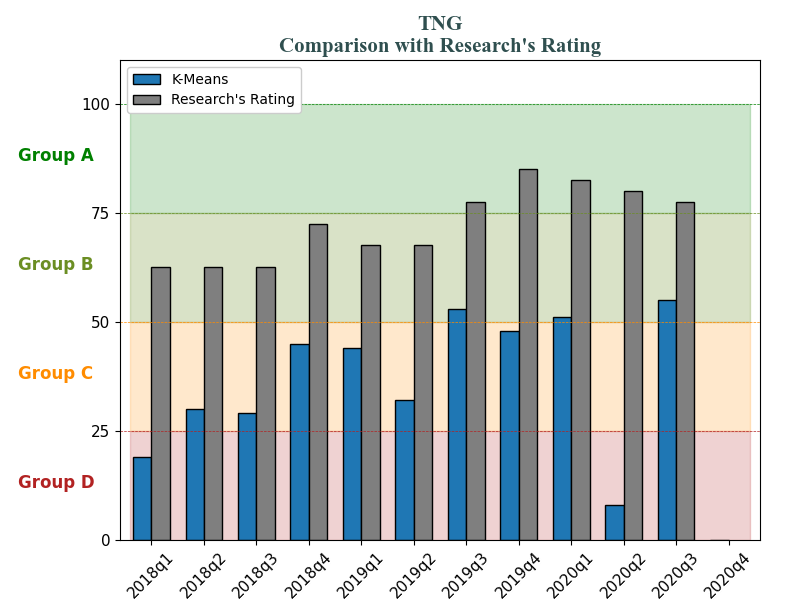 TNG
Comparison with Research's Rating
K-Means
Research's Rating
100
Group A
75
Group B
50
Group C
25
Group D
0
2018q1
2018q2
2018q3
2018q4
2019q1
2019q2
2019q3
2019q4
2020q1
2020q2
2020q3
2020q4